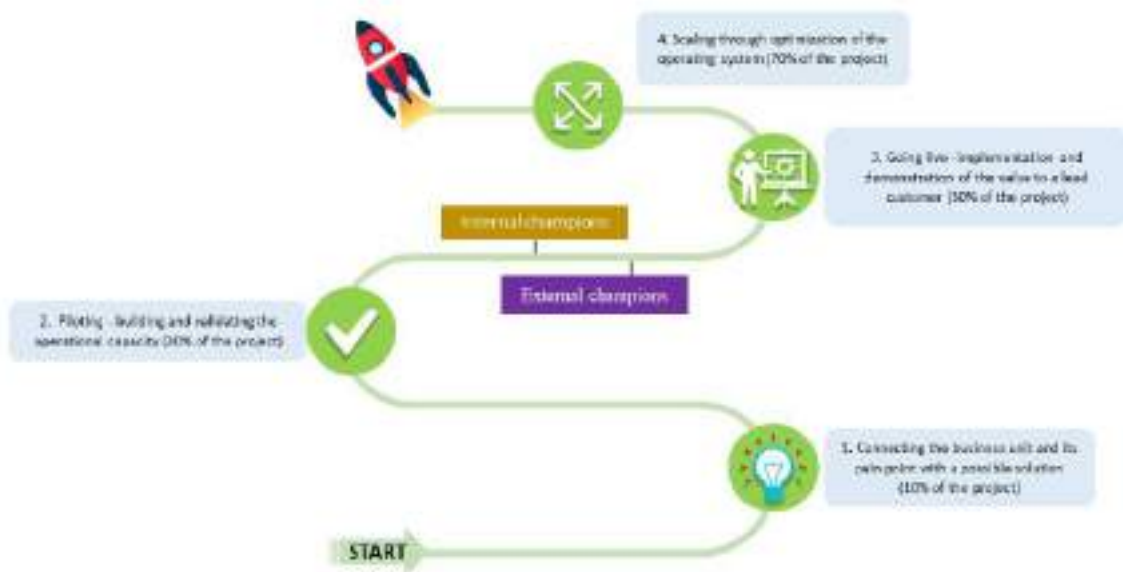 4. Scaling through optimization of the
operating system (70% of the project)
3. Going live - implementation and
demonstration of the value to a lead
customer (30% of the project)
Internal champions
External champions
2. Piloting - building and validating the
operational capacity (20% of the project)
1. Connecting the business unit and its
pain point with a possible solution
(10% of the project)
START